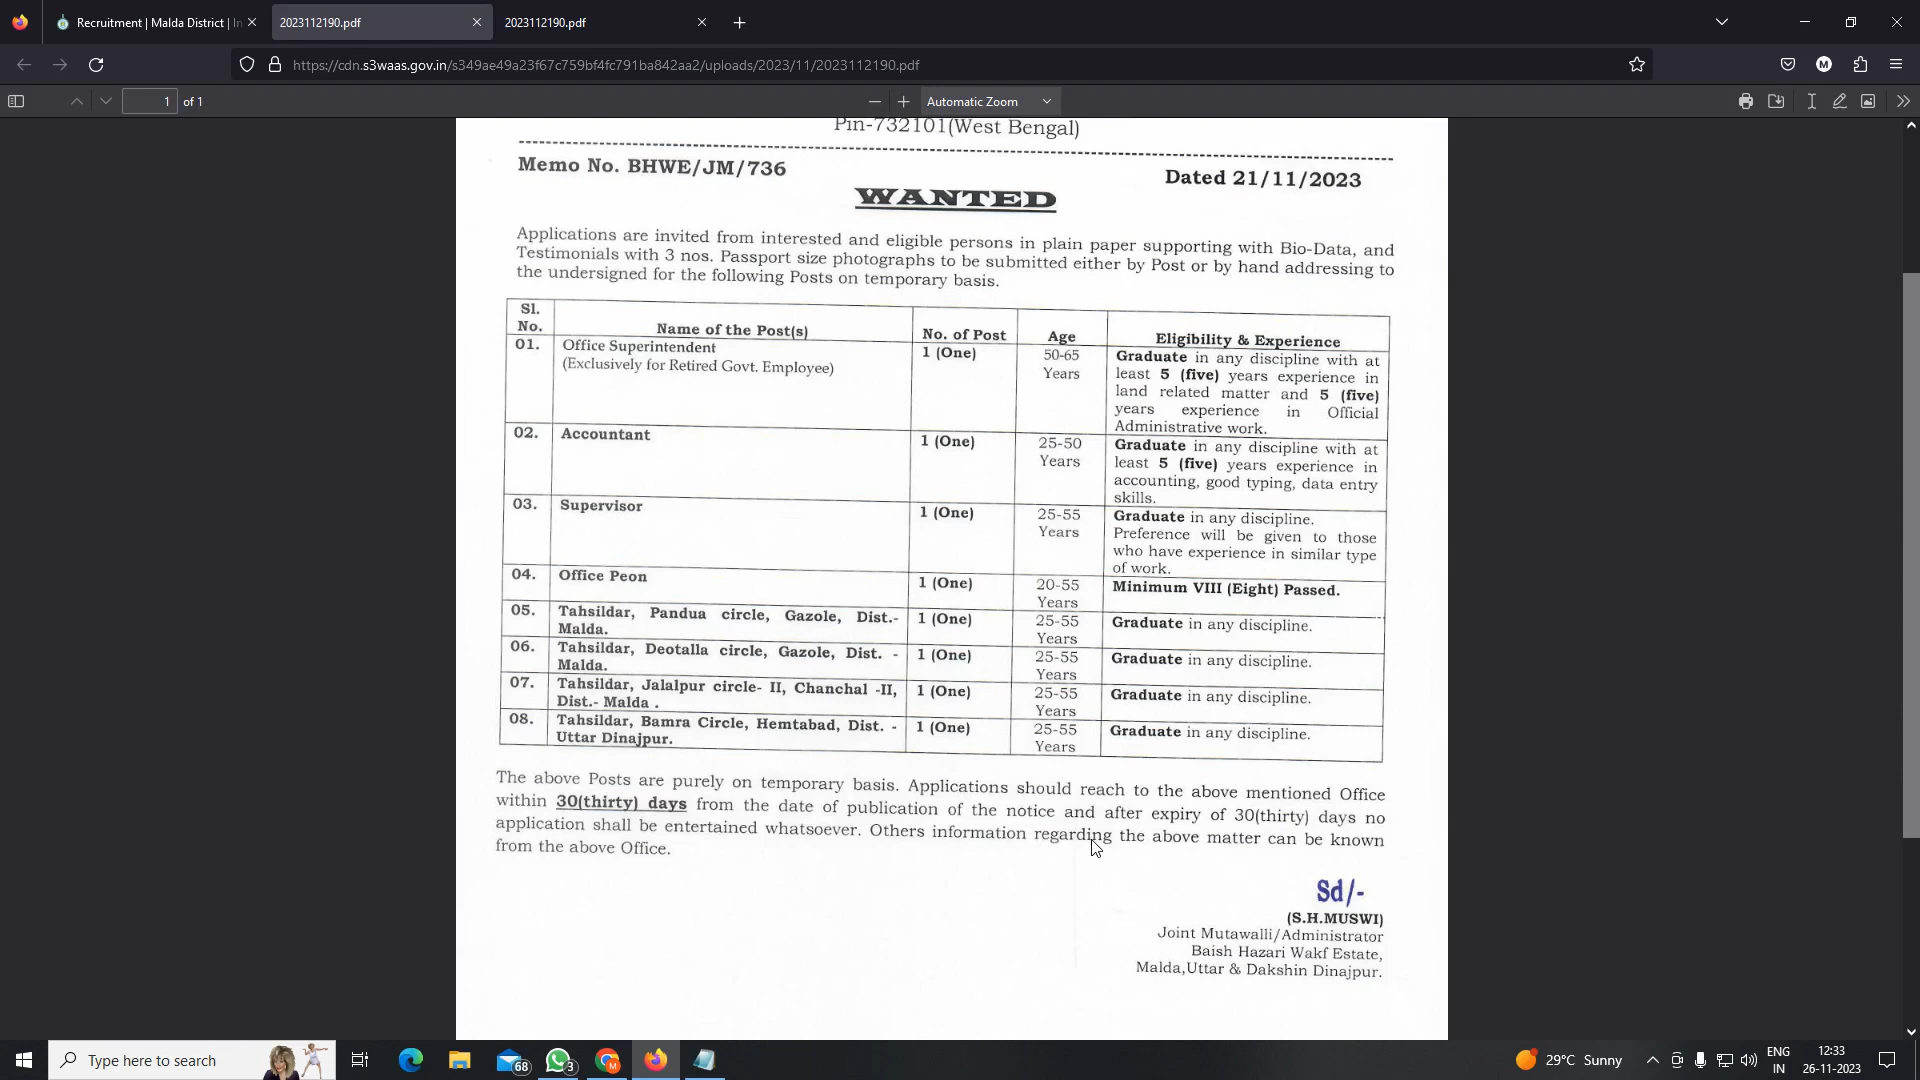 Recruitment | Malda District | In
2023112190.pdf
2023112190.pdf
https://cdn.s3waas.gov.in/s349ae49a23f67c759bf4fc791ba842aa2/uploads/2023/11/2023112190.pdf
M
1 of 1
Automatic Zoom
Pin-732101(West Bengal)
Memo No. BHWE/JM/736
Dated 21/11/2023
WANTED
Applications are invited from interested and eligible persons in plain paper supporting with Bio-Data, and
Testimonials with 3 nos. Passport size photographs to be submitted either by Post or by hand addressing to
the undersigned for the following Posts on temporary basis.
Sl. No. Name of the Post(s) No. of Post Age Eligibility & Experience
01. Office Superintendent 1 (One) 50-65 Graduate in any discipline with at
(Exclusively for Retired Govt. Employee) Years least 5 (five) years experience in
land related matter and 5 (five)
years experience in Official
Administrative work.
02. Accountant 1 (One) 25-50 Graduate in any discipline with at
Years least 5 (five) years experience in
accounting, good typing, data entry
skills.
03. Supervisor 1 (One) 25-55 Graduate in any discipline.
Years Preference will be given to those
who have experience in similar type
of work.
04. Office Peon 1 (One) 20-55 Minimum VIII (Eight) Passed.
Years
05. Tahsildar, Pandua circle, Gazole, Dist.- 1 (One) 25-55 Graduate in any discipline.
Malda. Years
06. Tahsildar, Deotalla circle, Gazole, Dist. - 1 (One) 25-55 Graduate in any discipline.
Malda. Years
07. Tahsildar, Jalalpur circle- II, Chanchal -II, 1 (One) 25-55 Graduate in any discipline.
Dist.- Malda . Years
08. Tahsildar, Bamra Circle, Hemtabad, Dist. - 1 (One) 25-55 Graduate in any discipline.
Uttar Dinajpur. Years
The above Posts are purely on temporary basis. Applications should reach to the above mentioned Office
within 30(thirty) days from the date of publication of the notice and after expiry of 30(thirty) days no
application shall be entertained whatsoever. Others information regarding the above matter can be known
from the above Office.
Sd/-
(S.H.MUSWI)
Joint Mutawalli/Administrator
Baish Hazari Wakf Estate,
Malda,Uttar & Dakshin Dinajpur.
Type here to search
68
3
M
29°C Sunny
ENG
IN
12:33
26-11-2023